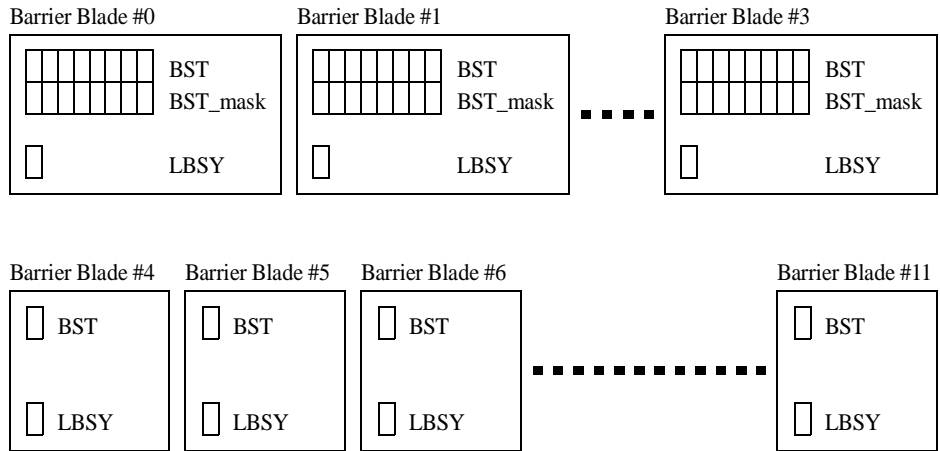 Barrier Blade #0
Barrier Blade #1
Barrier Blade #3
BST
BST_mask
LBSY
BST
BST_mask
LBSY
BST
BST_mask
LBSY
Barrier Blade #4
Barrier Blade #5
Barrier Blade #6
Barrier Blade #11
BST
LBSY
BST
LBSY
BST
LBSY
BST
LBSY